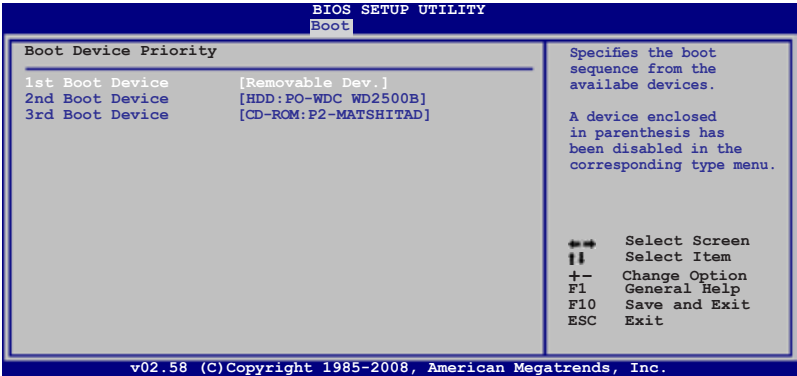 BIOS SETUP UTILITY
Boot
Boot Device Priority
1st Boot Device [Removable Dev.]
2nd Boot Device [HDD:PO-WDC WD2500B]
3rd Boot Device [CD-ROM:P2-MATSHITAD]
Specifies the boot
sequence from the
availabe devices.
A device enclosed
in parenthesis has
been disabled in the
corresponding type menu.
←→ Select Screen
↑↓ Select Item
+- Change Option
F1 General Help
F10 Save and Exit
ESC Exit
v02.58 (C)Copyright 1985-2008, American Megatrends, Inc.